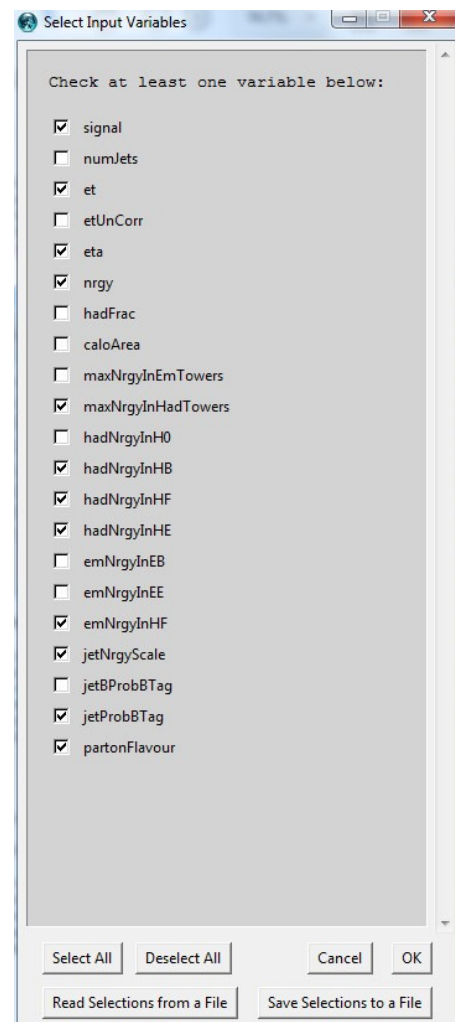 Select Input Variables
Check at least one variable below:
signal
numJets
et
etUnCorr
eta
nrgy
hadFrac
caloArea
maxNrgyInEmTowers
maxNrgyInHadTowers
hadNrgyInH0
hadNrgyInHB
hadNrgyInHF
hadNrgyInHE
emNrgyInEB
emNrgyInEE
emNrgyInHF
jetNrgyScale
jetBProbBTag
jetProbBTag
partonFlavour
Select All Deselect All Cancel OK
Read Selections from a File Save Selections to a File